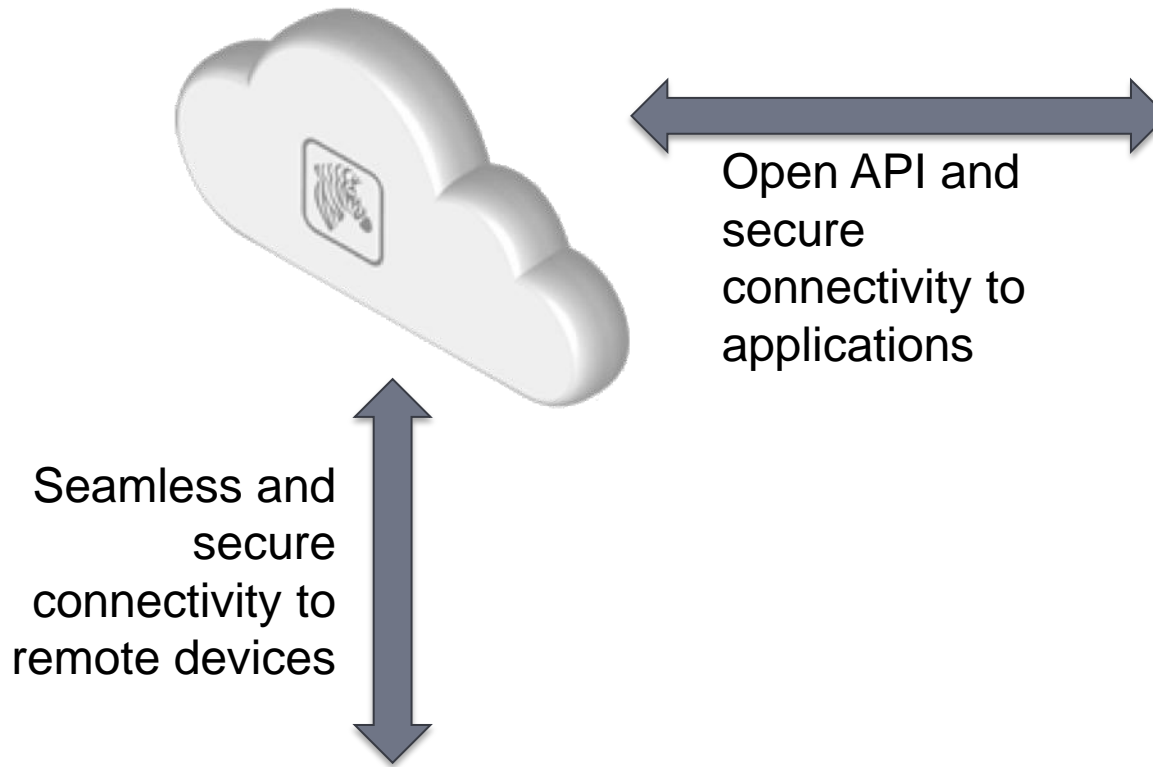 Open API and
secure
connectivity to
applications
Seamless and
secure
connectivity to
remote devices